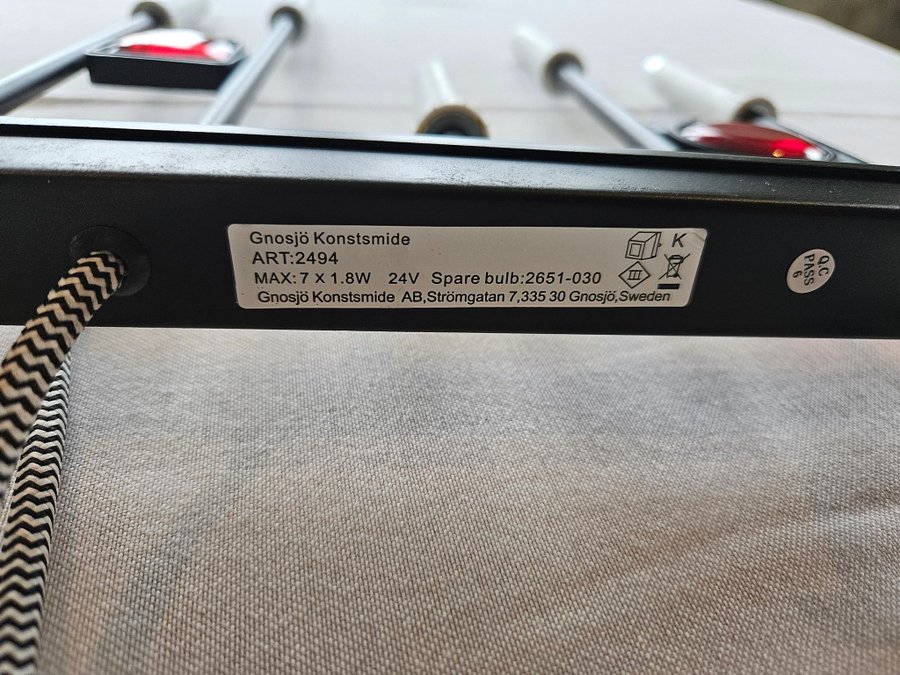 Gnosjö Konstsmide
ART:2494
MAX: 7 X 1.8W 24V Spare bulb:2651-030
Gnosjö Konstsmide AB,Strömgatan 7,335 30 Gnosjö,Sweden
K
III
Q.C
PASS
6